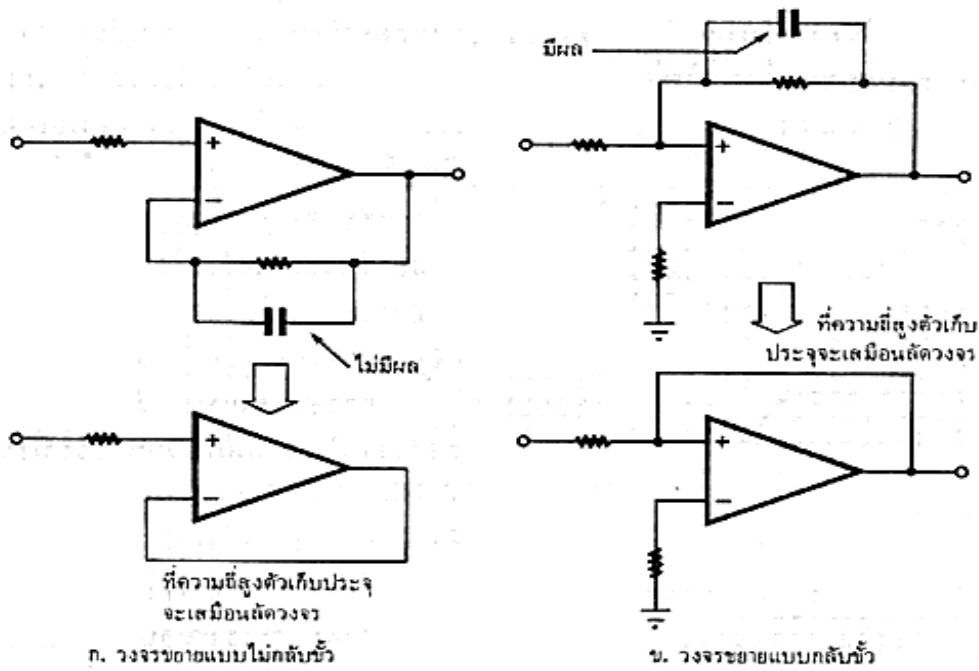 มีผล
+
−
+
−
ไม่มีผล
ที่ความถี่สูงตัวเก็บ
ประจุจะเสมือนลัดวงจร
+
−
+
−
ที่ความถี่สูงตัวเก็บประจุ
จะเสมือนลัดวงจร
ก. วงจรขยายแบบไม่กลับขั้ว
ข. วงจรขยายแบบกลับขั้ว